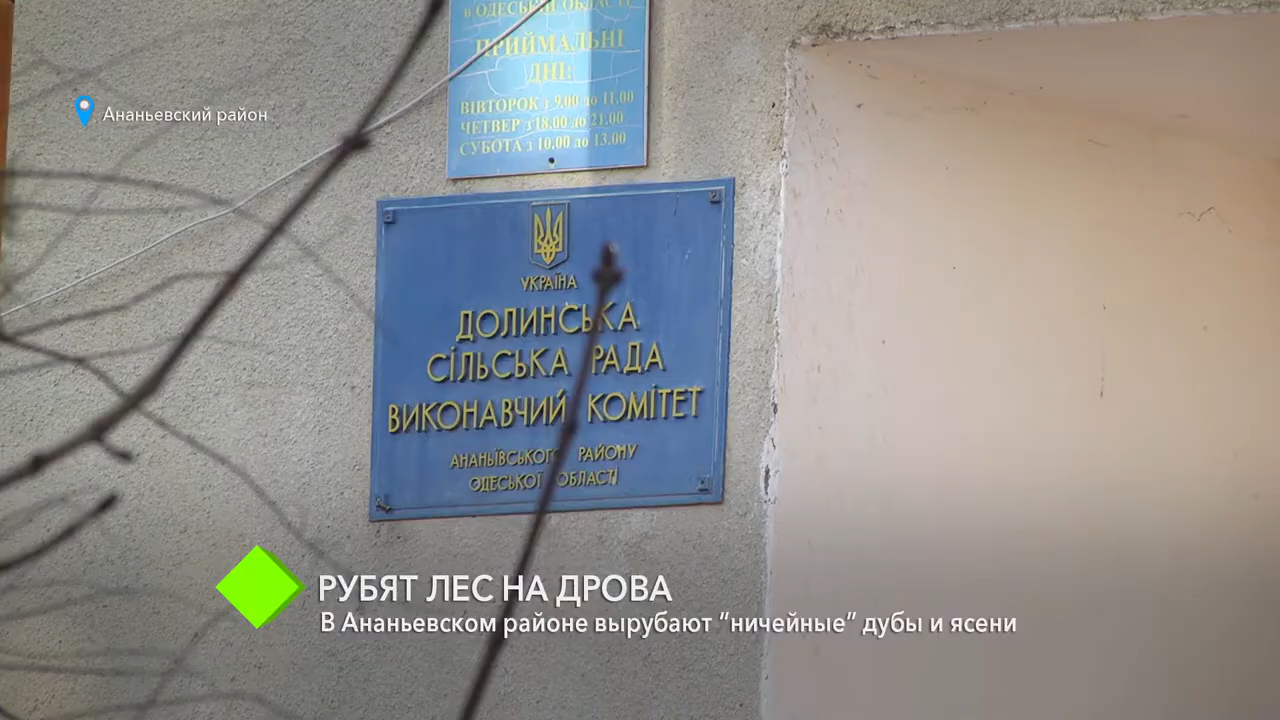 в ОДЕСЬКІЙ ОБЛАСТІ
ПРИЙМАЛЬНІ
ДНІ:
ВІВТОРОК з 9.00 до 11.00
ЧЕТВЕР з 18.00 до 21.00
СУБОТА з 10.00 до 13.00
Ананьевский район
УКРАЇНА
ДОЛИНСЬКА
СІЛЬСЬКА РАДА
ВИКОНАВЧИЙ КОМІТЕТ
АНАНЬЇВСЬКОГО РАЙОНУ
ОДЕСЬКОЇ ОБЛАСТІ
РУБЯТ ЛЕС НА ДРОВА
В Ананьевском районе вырубают “ничейные” дубы и ясени